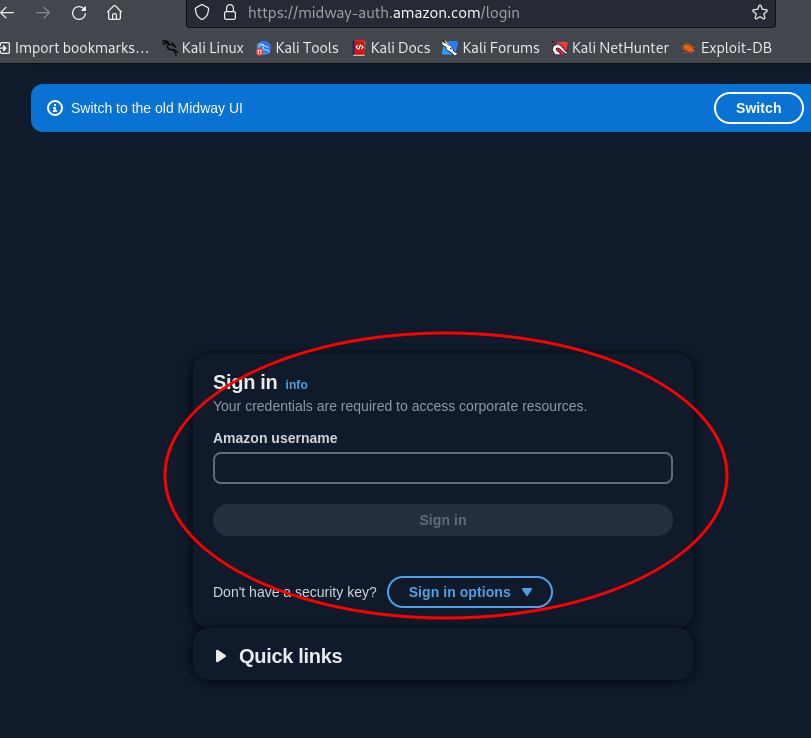 https://midway-auth.amazon.com/login
Import bookmarks... Kali Linux Kali Tools Kali Docs Kali Forums Kali NetHunter Exploit-DB
Switch to the old Midway UI Switch
Sign in info
Your credentials are required to access corporate resources.
Amazon username
Sign in
Don't have a security key? Sign in options
Quick links